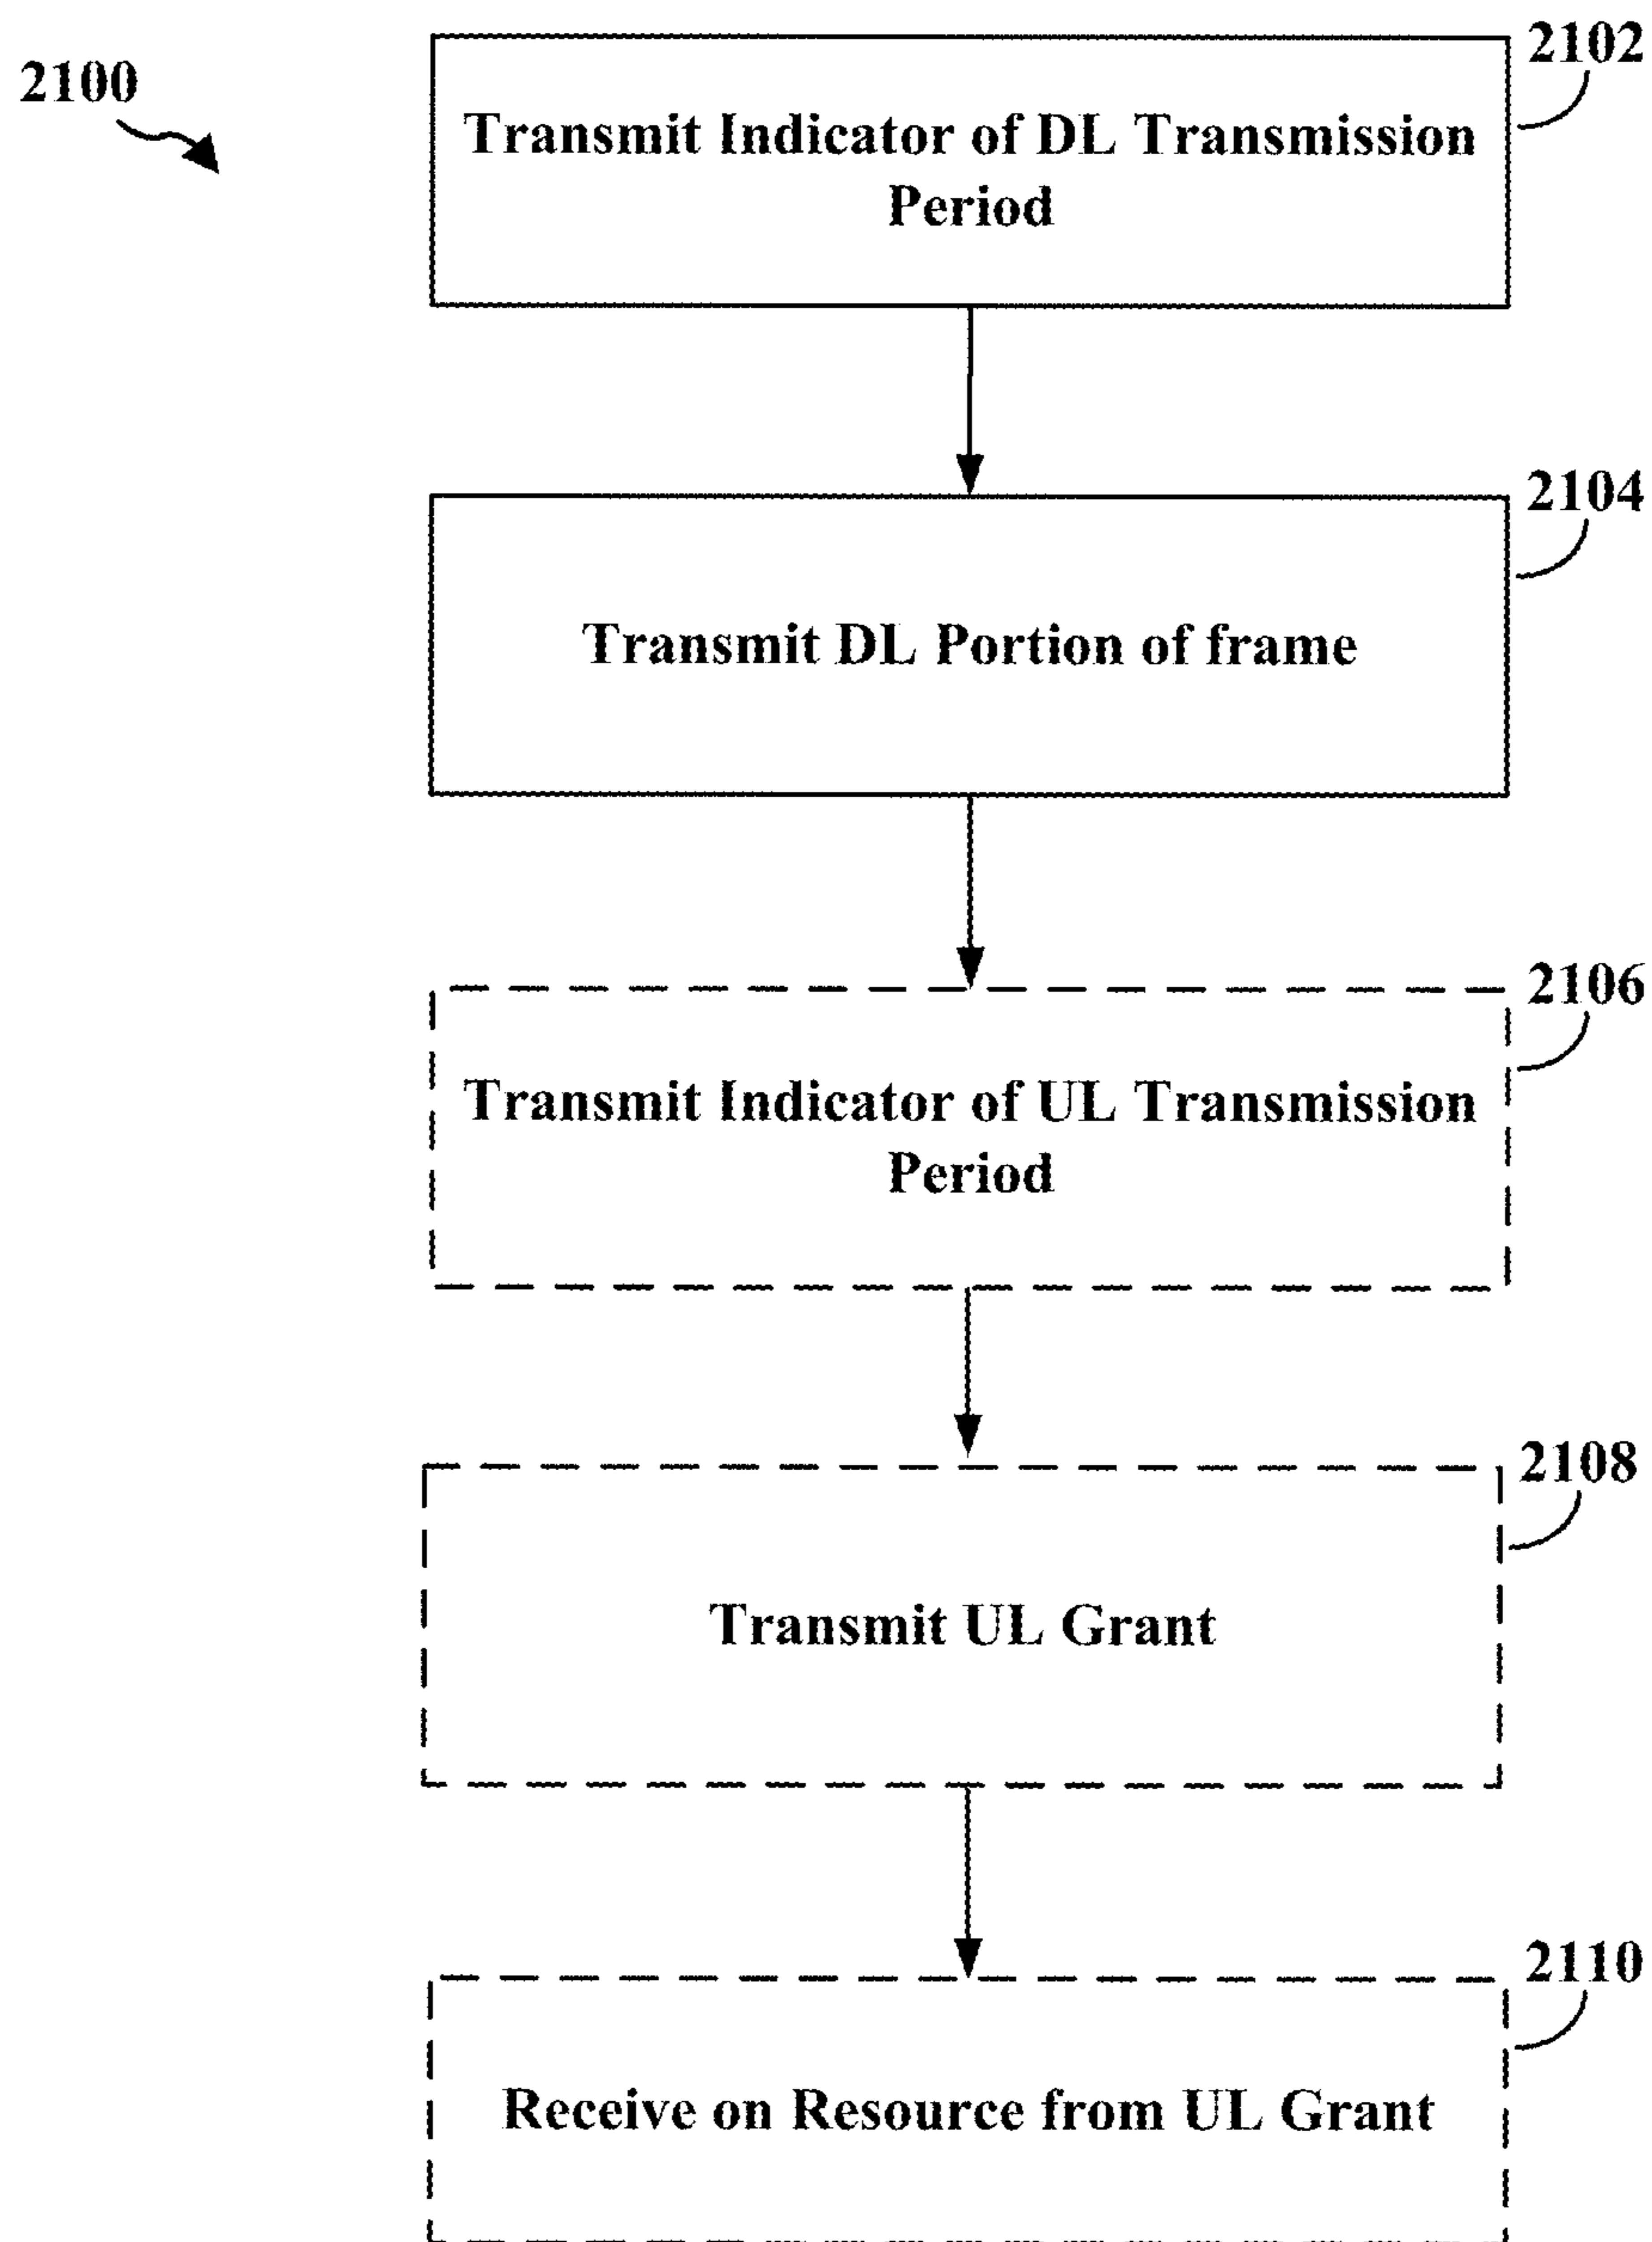 2100
2102
Transmit Indicator of DL Transmission
Period
2104
Transmit DL Portion of frame
2106
Transmit Indicator of UL Transmission
Period
2108
Transmit UL Grant
2110
Receive on Resource from UL Grant